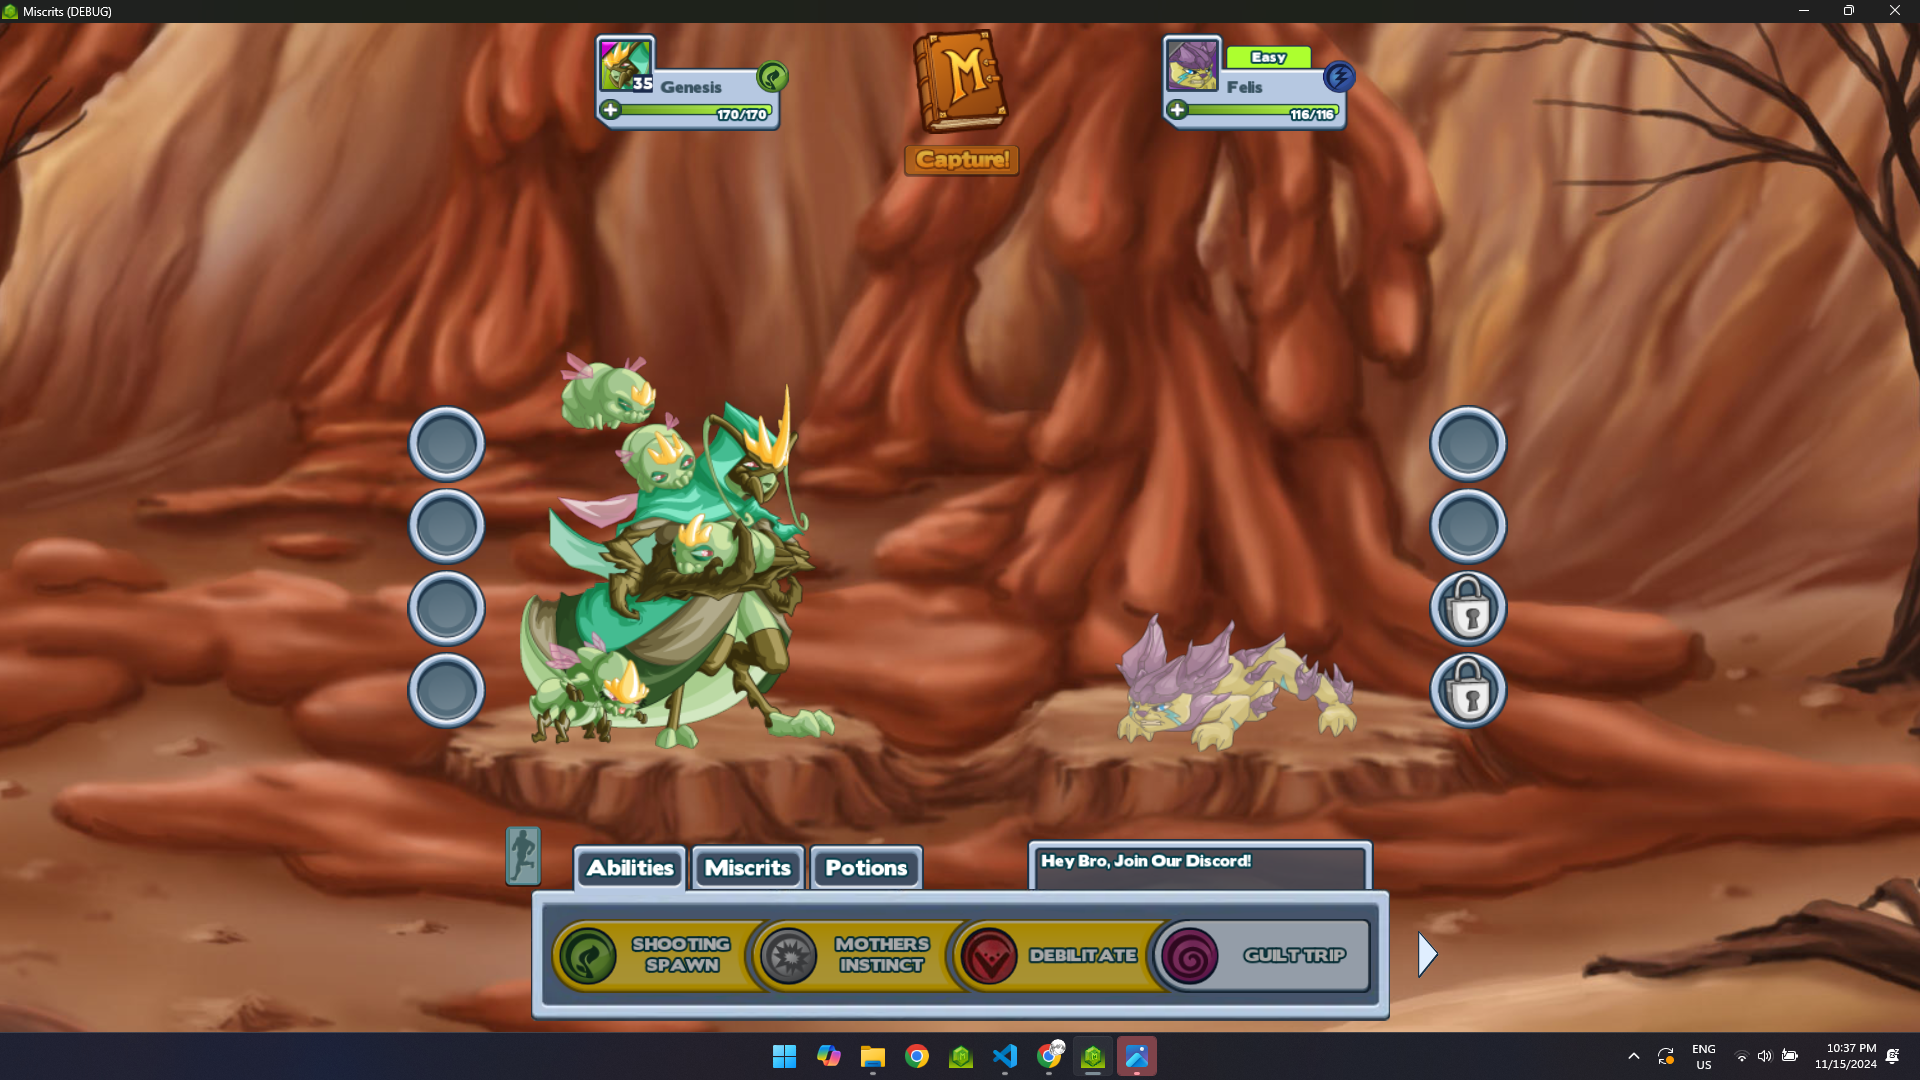 Miscrits (DEBUG)
35
Genesis
170/170
M
Capture!
Easy
Felis
116/116
Abilities
Miscrits
Potions
Hey Bro, Join Our Discord!
SHOOTING
SPAWN
MOTHERS
INSTINCT
DEBILITATE
GUILT TRIP
ENG
US
10:37 PM
11/15/2024